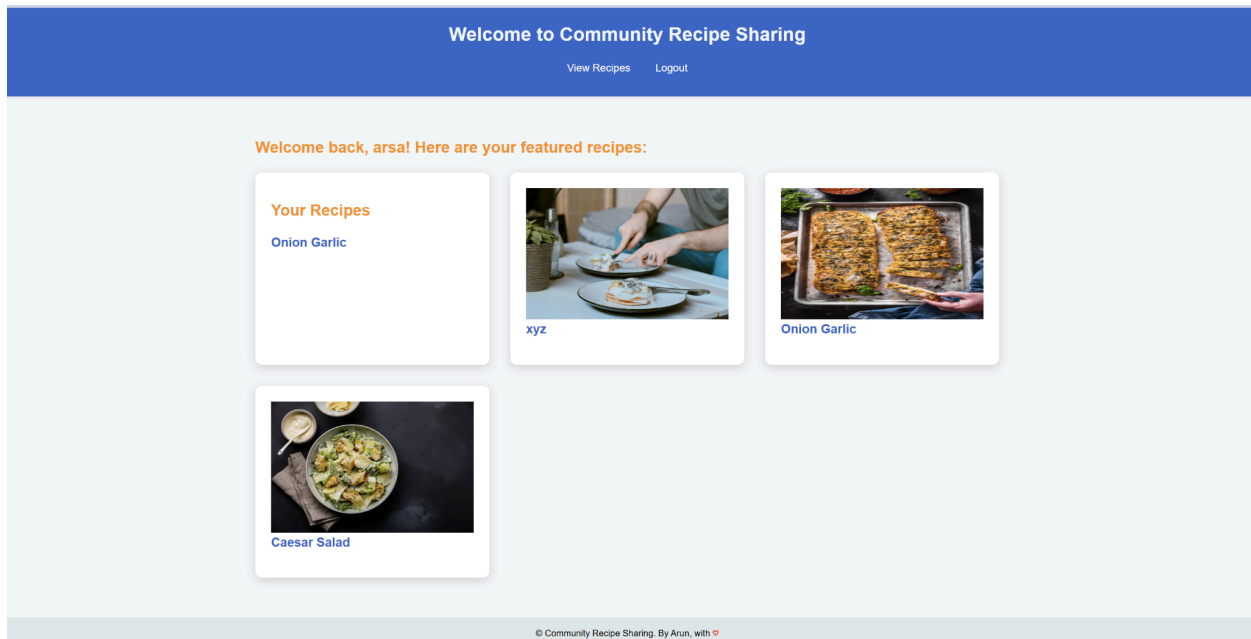 Welcome to Community Recipe Sharing
View Recipes Logout
Welcome back, arsa! Here are your featured recipes:
Your Recipes
Onion Garlic
xyz
Onion Garlic
Caesar Salad
© Community Recipe Sharing. By Arun, with ♡